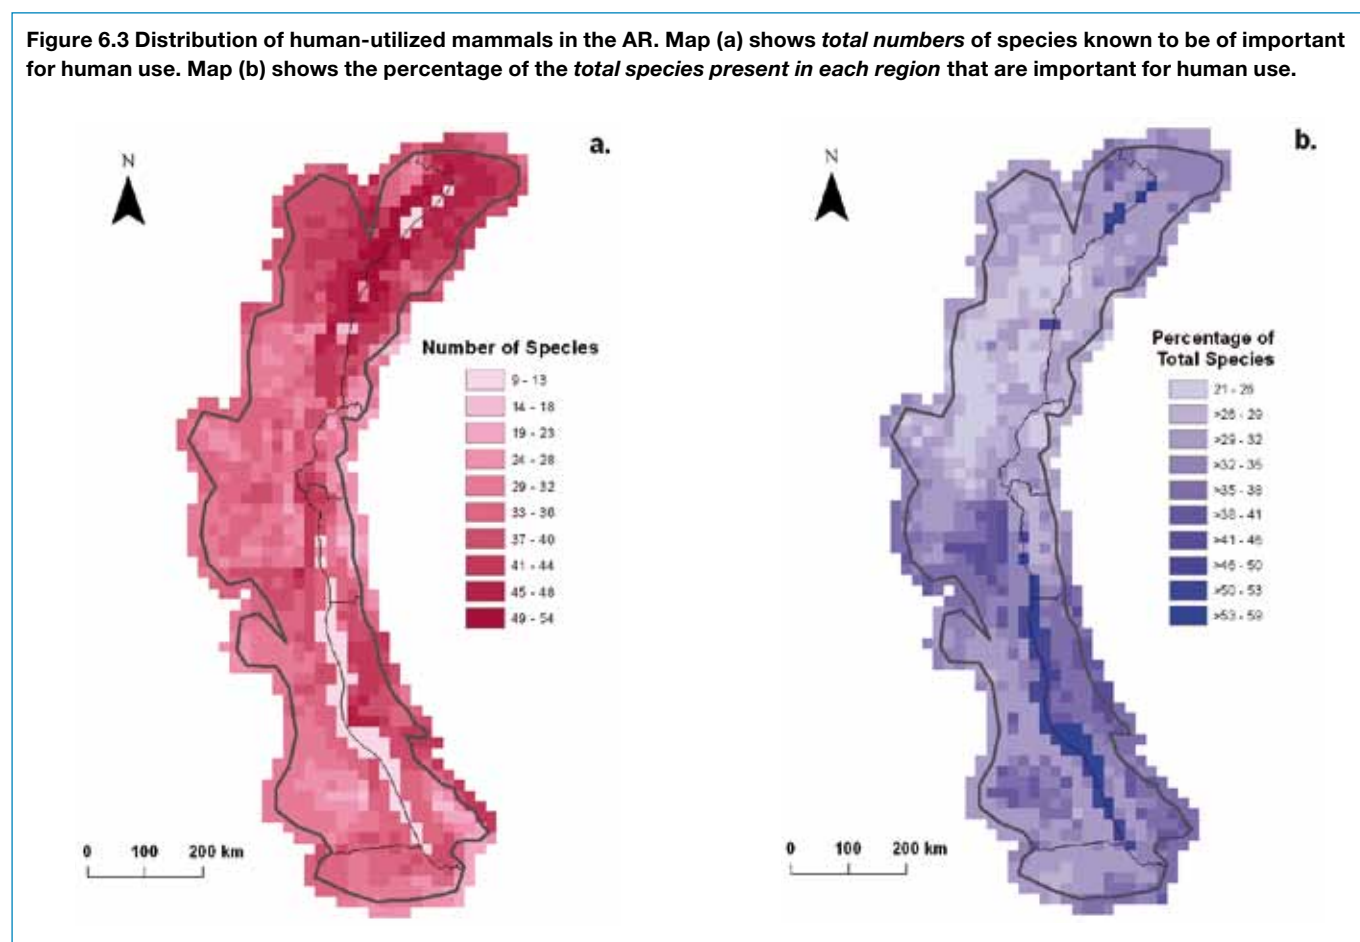 Figure 6.3 Distribution of human-utilized mammals in the AR. Map (a) shows total numbers of species known to be of important
for human use. Map (b) shows the percentage of the total species present in each region that are important for human use.
a.
N
Number of Species
9 - 13
14 - 18
19 - 23
24 - 28
29 - 32
33 - 36
37 - 40
41 - 44
45 - 48
49 - 54
0 100 200 km
b.
N
Percentage of
Total Species
>26 - 29
>29 - 32
>32 - 35
>35 - 38
>38 - 41
>46 - 50
>50 - 53
>53 - 59
0 100 200 km